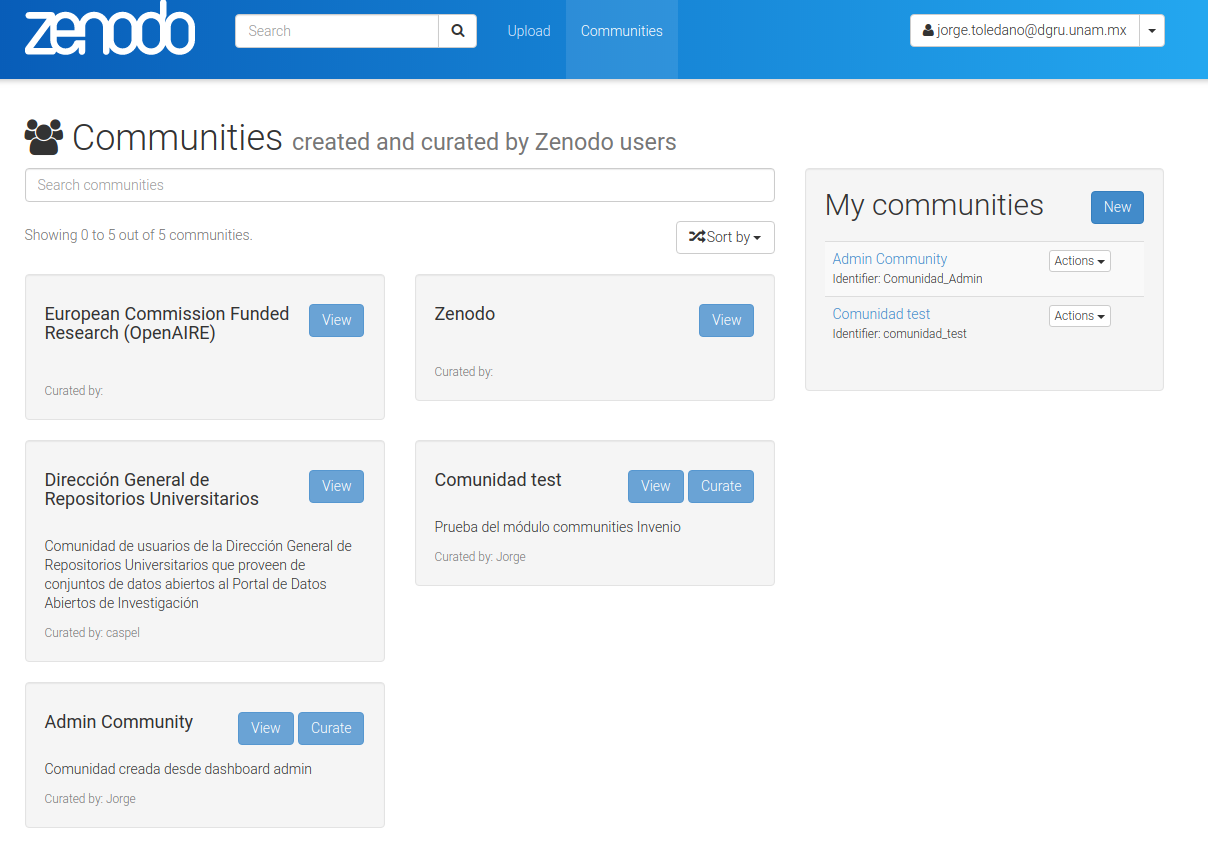 zenodo
Search
Upload
Communities
jorge.toledano@dgru.unam.mx
Communities created and curated by Zenodo users
Search communities
Showing 0 to 5 out of 5 communities.
Sort by
European Commission Funded
Research (OpenAIRE)
View
Curated by:
Zenodo
View
Curated by:
Dirección General de
Repositorios Universitarios
View
Comunidad de usuarios de la Dirección General de
Repositorios Universitarios que proveen de
conjuntos de datos abiertos al Portal de Datos
Abiertos de Investigación
Curated by: caspel
Comunidad test
View
Curate
Prueba del módulo communities Invenio
Curated by: Jorge
Admin Community
View
Curate
Comunidad creada desde dashboard admin
Curated by: Jorge
My communities
New
Admin Community
Actions
Identifier: Comunidad_Admin
Comunidad test
Actions
Identifier: comunidad_test